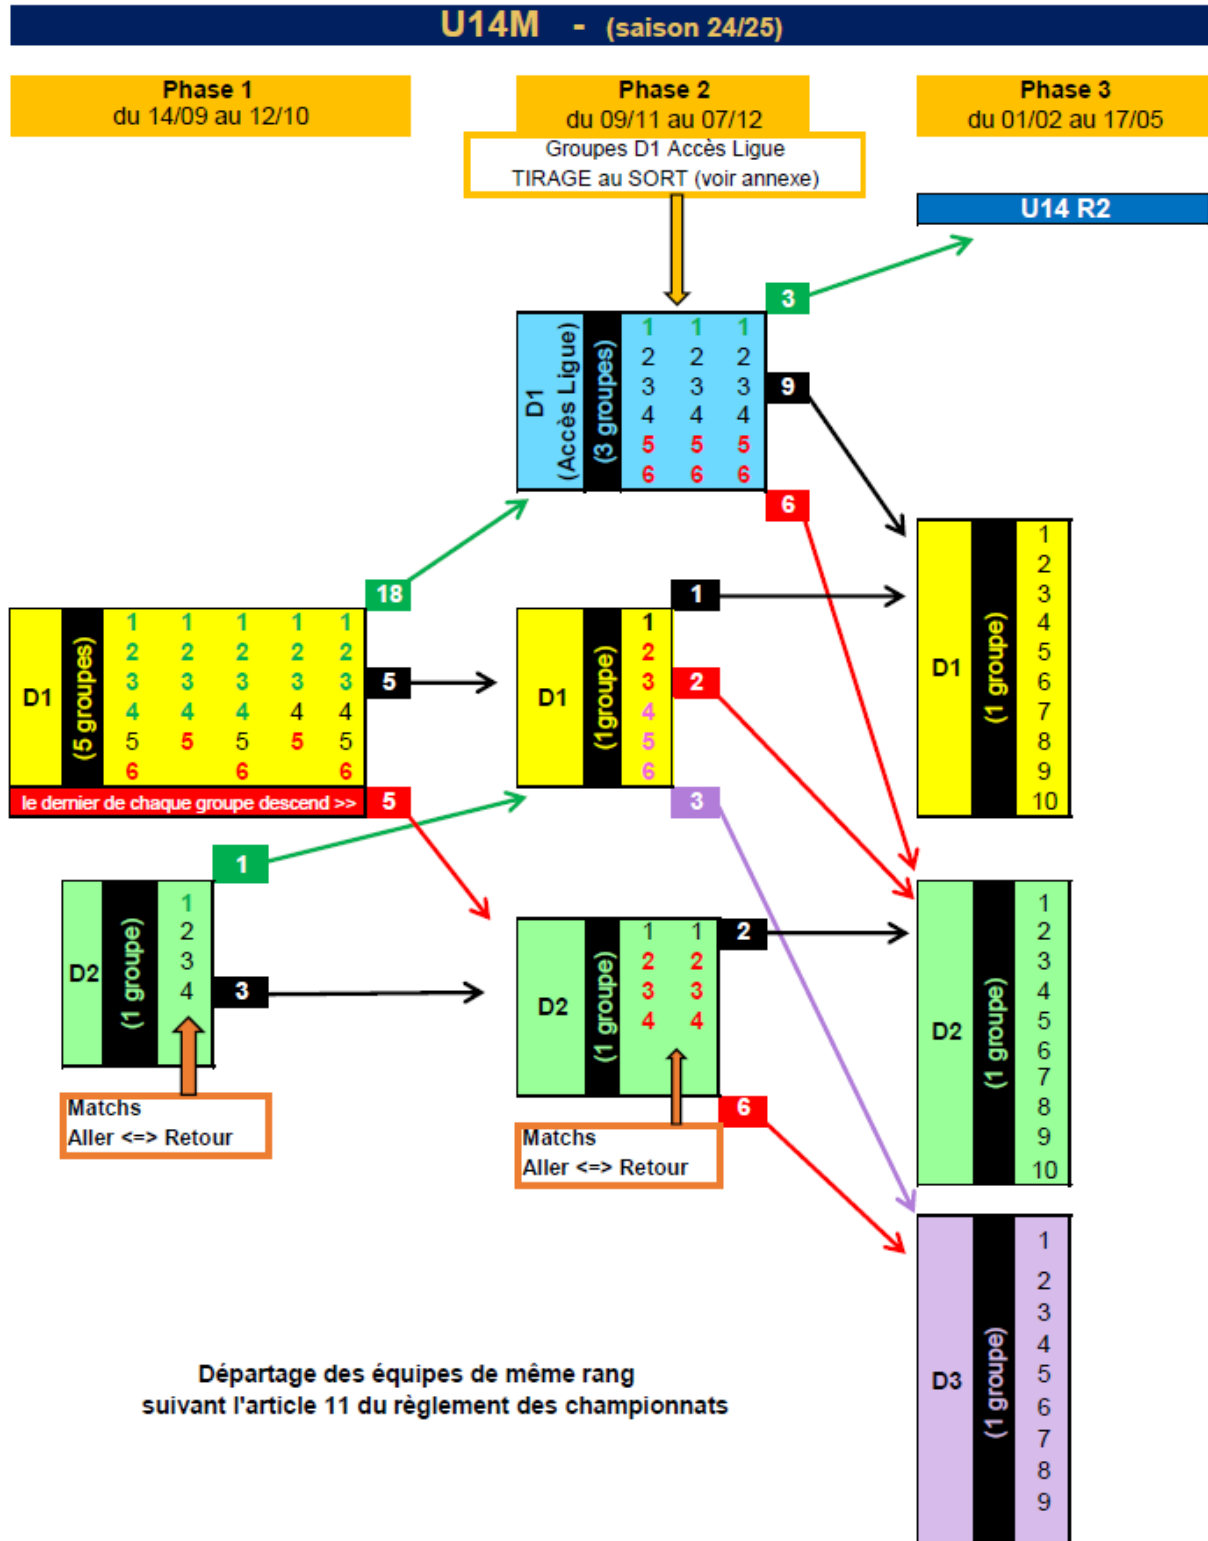 U14M - (saison 24/25)
Phase 1
du 14/09 au 12/10
Phase 2
du 09/11 au 07/12
Phase 3
du 01/02 au 17/05
Groupes D1 Accès Ligue
TIRAGE au SORT (voir annexe)
U14 R2
3
D1
(Accès Ligue)
(3 groupes)
1 1 1
2 2 2
3 3 3
4 4 4
5 5 5
6 6 6
9
6
18
D1
(5 groupes)
1 1 1 1 1
2 2 2 2 2
3 3 3 3 3
4 4 4 4 4
5 5 5 5 5
6 6 6
5
le dernier de chaque groupe descend >>
5
D1
(1groupe)
1
2
3
4
5
6
1
2
3
D1
(1 groupe)
1
2
3
4
5
6
7
8
9
10
1
D2
(1 groupe)
1
2
3
4
3
Matchs
Aller <=> Retour
D2
(1 groupe)
1 1
2 2
3 3
4 4
2
6
Matchs
Aller <=> Retour
D2
(1 groupe)
1
2
3
4
5
6
7
8
9
10
D3
(1 groupe)
1
2
3
4
5
6
7
8
9
Départage des équipes de même rang
suivant l'article 11 du règlement des championnats